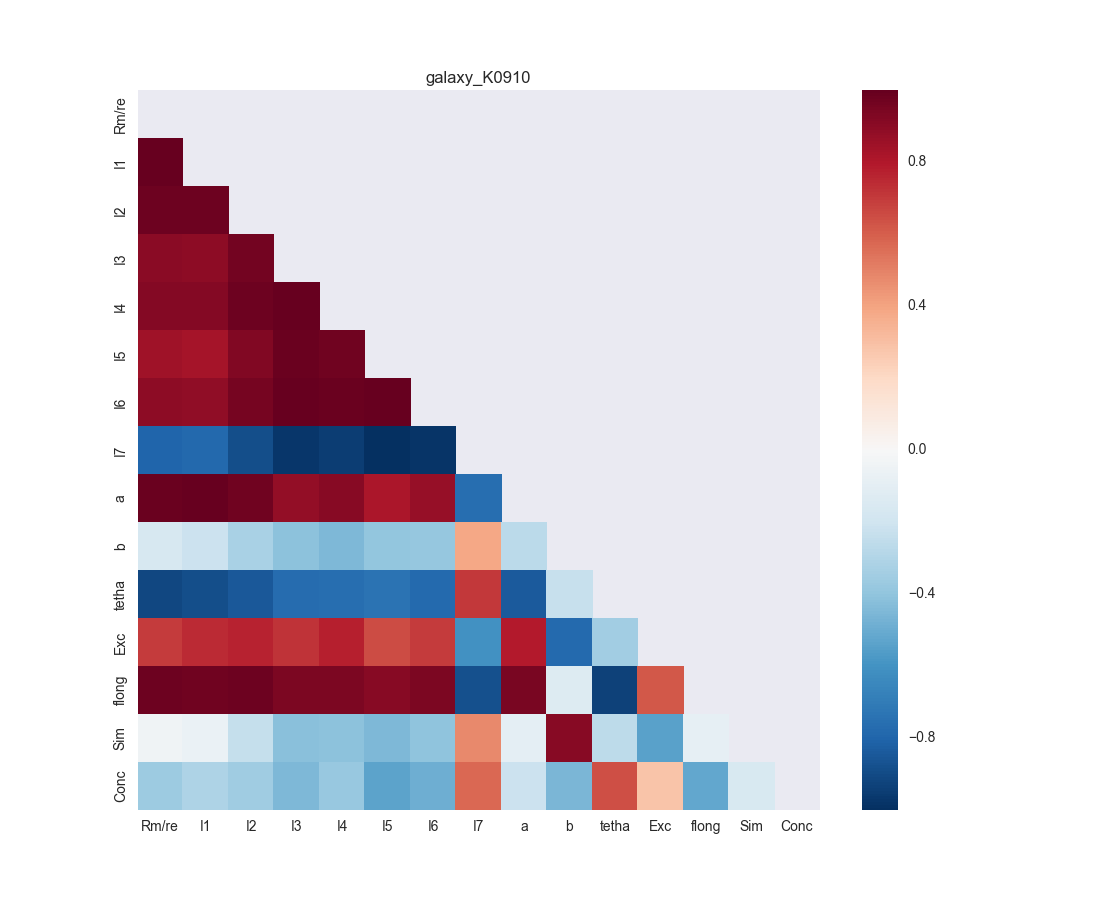 galaxy_K0910
Rm/re
I1
I2
I3
I4
I5
I6
I7
a
b
tetha
Exc
flong
Sim
Conc
Rm/re I1 I2 I3 I4 I5 I6 I7 a b tetha Exc flong Sim Conc
0.8
0.4
0.0
−0.4
−0.8